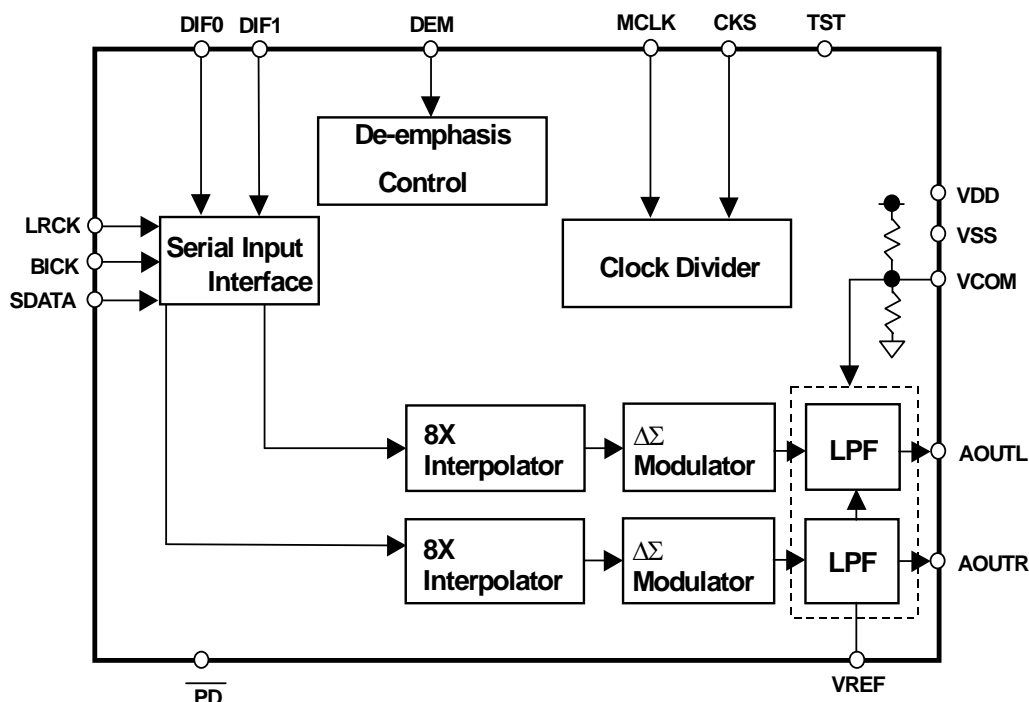 DIF0 DIF1 DEM MCLK CKS TST
De-emphasis
Control
VDD
LRCK
VSS
Serial Input
Interface
BICK
Clock Divider
VCOM
SDATA
8X
Interpolator
ΔΣ
Modulator
LPF
AOUTL
8X
Interpolator
ΔΣ
Modulator
LPF
AOUTR
PD
VREF